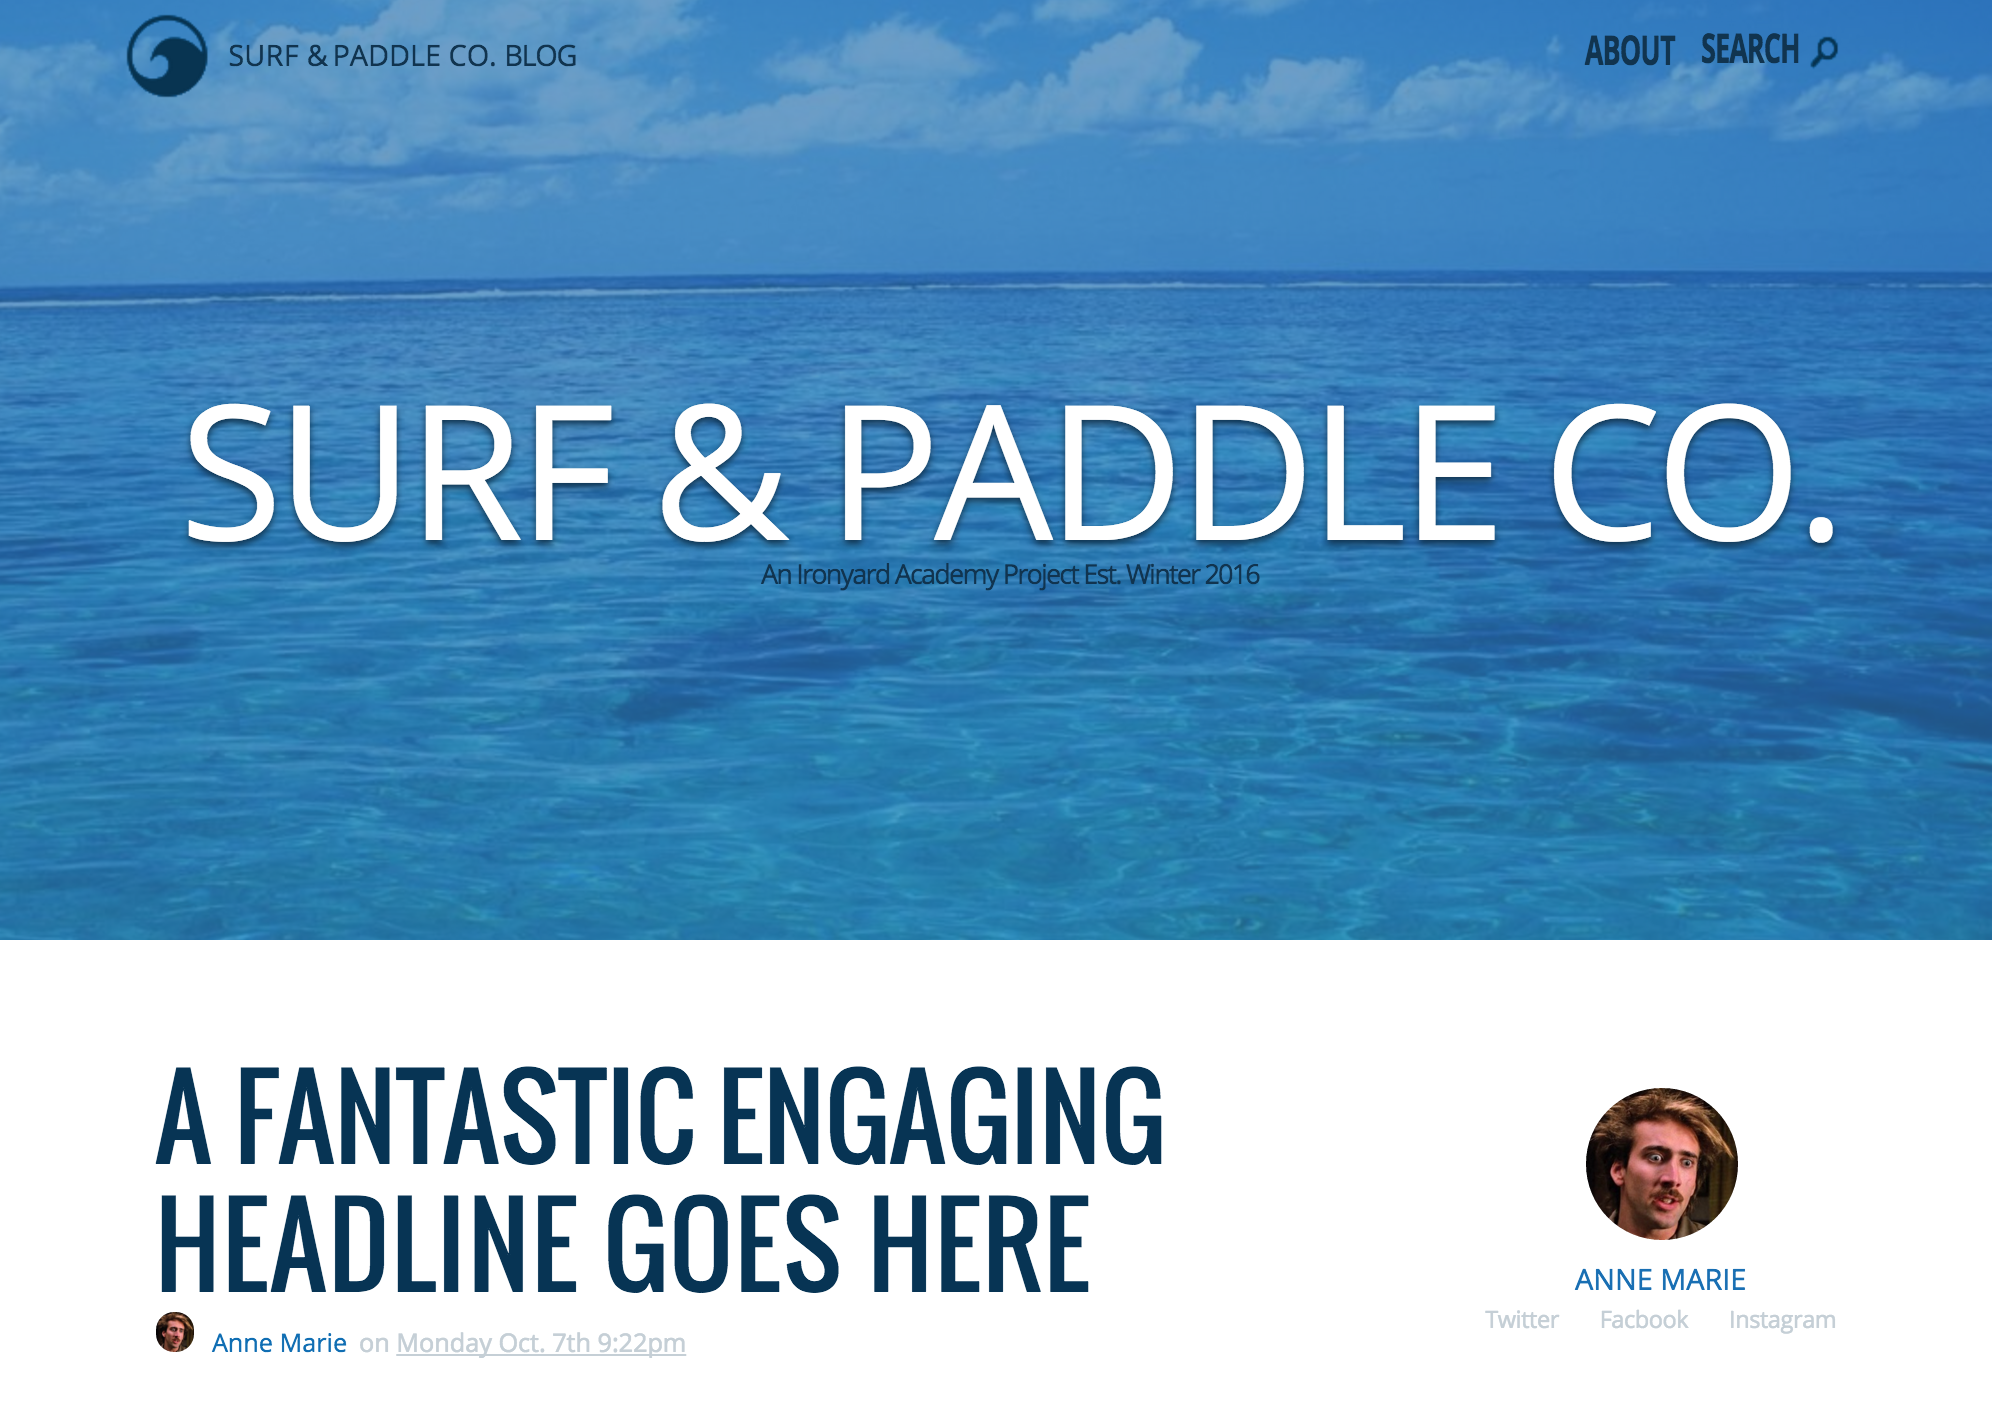 SURF & PADDLE CO. BLOG
ABOUT SEARCH
SURF & PADDLE CO.
An Ironyard Academy Project Est. Winter 2016
A FANTASTIC ENGAGING
HEADLINE GOES HERE
Anne Marie on Monday Oct. 7th 9:22pm
ANNE MARIE
Twitter Facbook Instagram